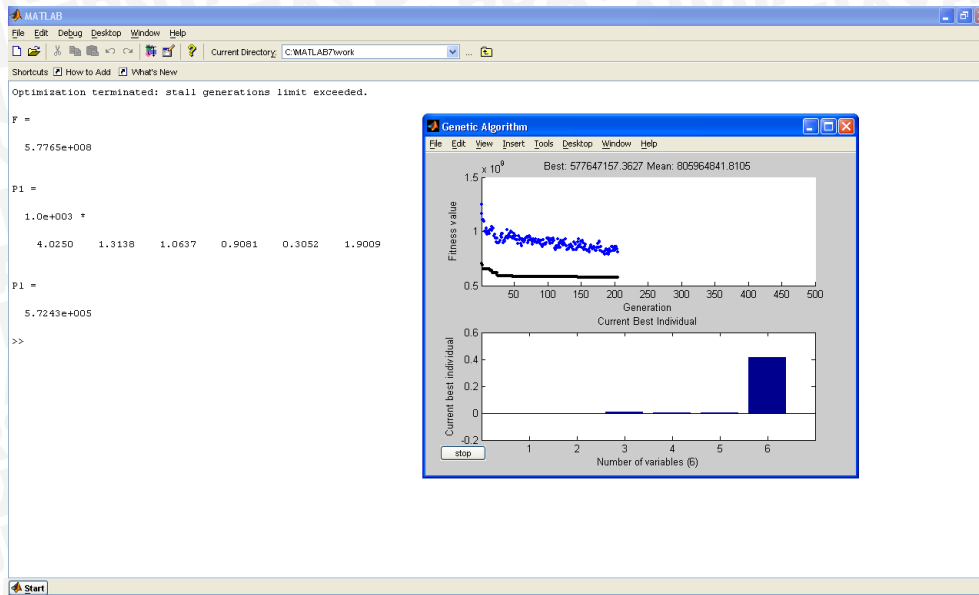 MATLAB
File Edit Debug Desktop Window Help
Current Directory: C:\MATLAB7\work ...
Shortcuts How to Add What's New
Optimization terminated: stall generations limit exceeded.
F =
5.7765e+008
P1 =
1.0e+003 *
4.0250 1.3138 1.0637 0.9081 0.3052 1.9009
P1 =
5.7243e+005
>>
Genetic Algorithm
File Edit View Insert Tools Desktop Window Help
x 10^9
Best: 577647157.3627 Mean: 805964841.8105
1.5
1
0.5
Fitness value
50 100 150 200 250 300 350 400 450 500
Generation
Current Best Individual
0.6
0.4
0.2
0
-0.2
Current best individual
1 2 3 4 5 6
Number of variables (6)
stop
Start